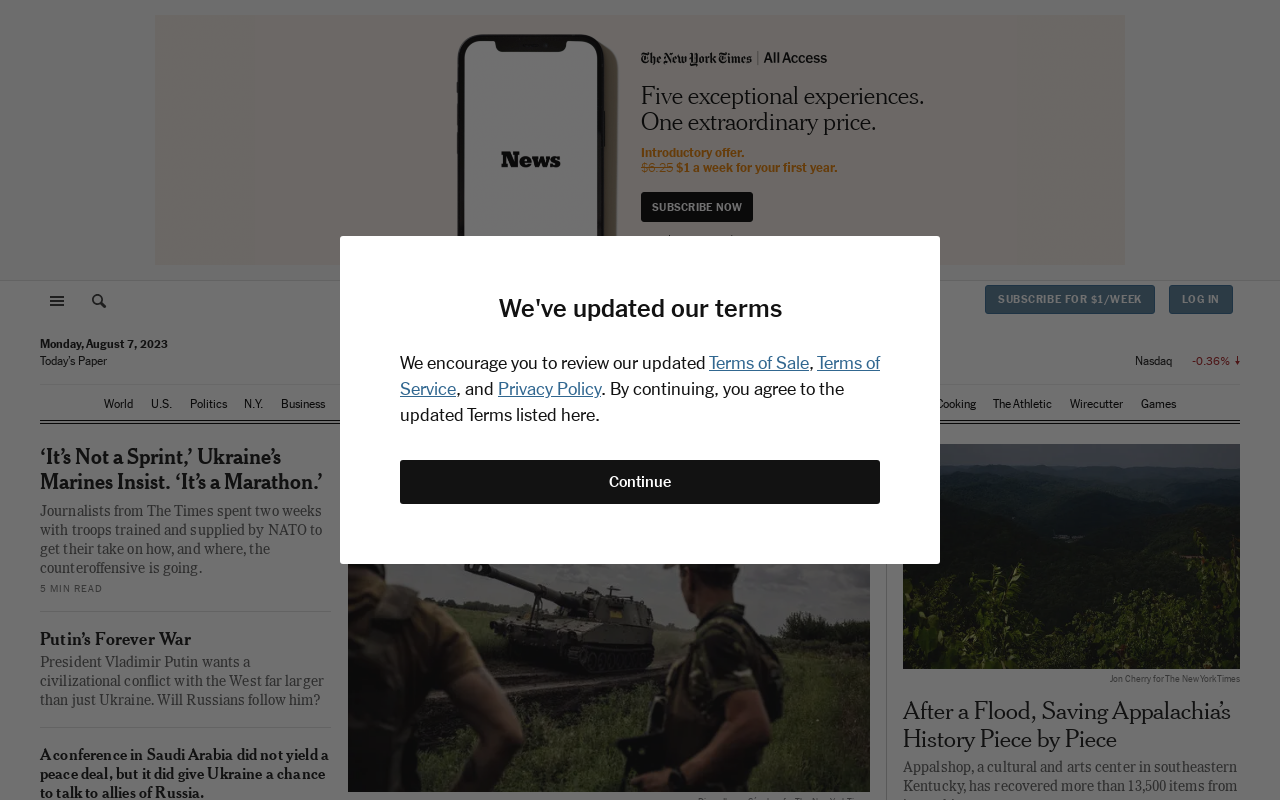 The New York Times | All Access
Five exceptional experiences.
One extraordinary price.
Introductory offer.
$6.25 $1 a week for your first year.
SUBSCRIBE NOW
News
SUBSCRIBE FOR $1/WEEK
LOG IN
Monday, August 7, 2023
Today's Paper
Nasdaq -0.36%
World U.S. Politics N.Y. Business
Cooking The Athletic Wirecutter Games
We've updated our terms
We encourage you to review our updated Terms of Sale, Terms of
Service, and Privacy Policy. By continuing, you agree to the
updated Terms listed here.
Continue
‘It’s Not a Sprint,’ Ukraine’s
Marines Insist. ‘It’s a Marathon.’
Journalists from The Times spent two weeks
with troops trained and supplied by NATO to
get their take on how, and where, the
counteroffensive is going.
5 MIN READ
Putin’s Forever War
President Vladimir Putin wants a
civilizational conflict with the West far larger
than just Ukraine. Will Russians follow him?
A conference in Saudi Arabia did not yield a
peace deal, but it did give Ukraine a chance
to talk to allies of Russia.
Jon Cherry for The New York Times
After a Flood, Saving Appalachia’s
History Piece by Piece
Appalshop, a cultural and arts center in southeastern
Kentucky, has recovered more than 13,500 items from